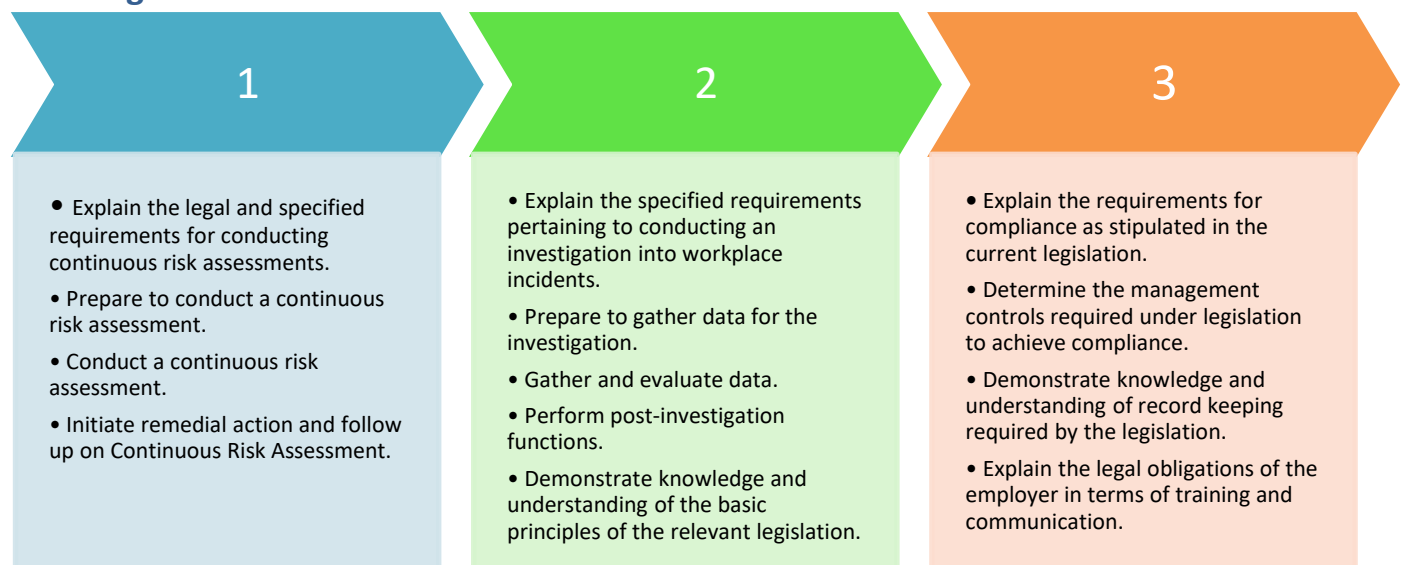 1
• Explain the legal and specified
requirements for conducting
continuous risk assessments.
• Prepare to conduct a continuous
risk assessment.
• Conduct a continuous risk
assessment.
• Initiate remedial action and follow
up on Continuous Risk Assessment.
2
• Explain the specified requirements
pertaining to conducting an
investigation into workplace
incidents.
• Prepare to gather data for the
investigation.
• Gather and evaluate data.
• Perform post-investigation
functions.
• Demonstrate knowledge and
understanding of the basic
principles of the relevant legislation.
3
• Explain the requirements for
compliance as stipulated in the
current legislation.
• Determine the management
controls required under legislation
to achieve compliance.
• Demonstrate knowledge and
understanding of record keeping
required by the legislation.
• Explain the legal obligations of the
employer in terms of training and
communication.